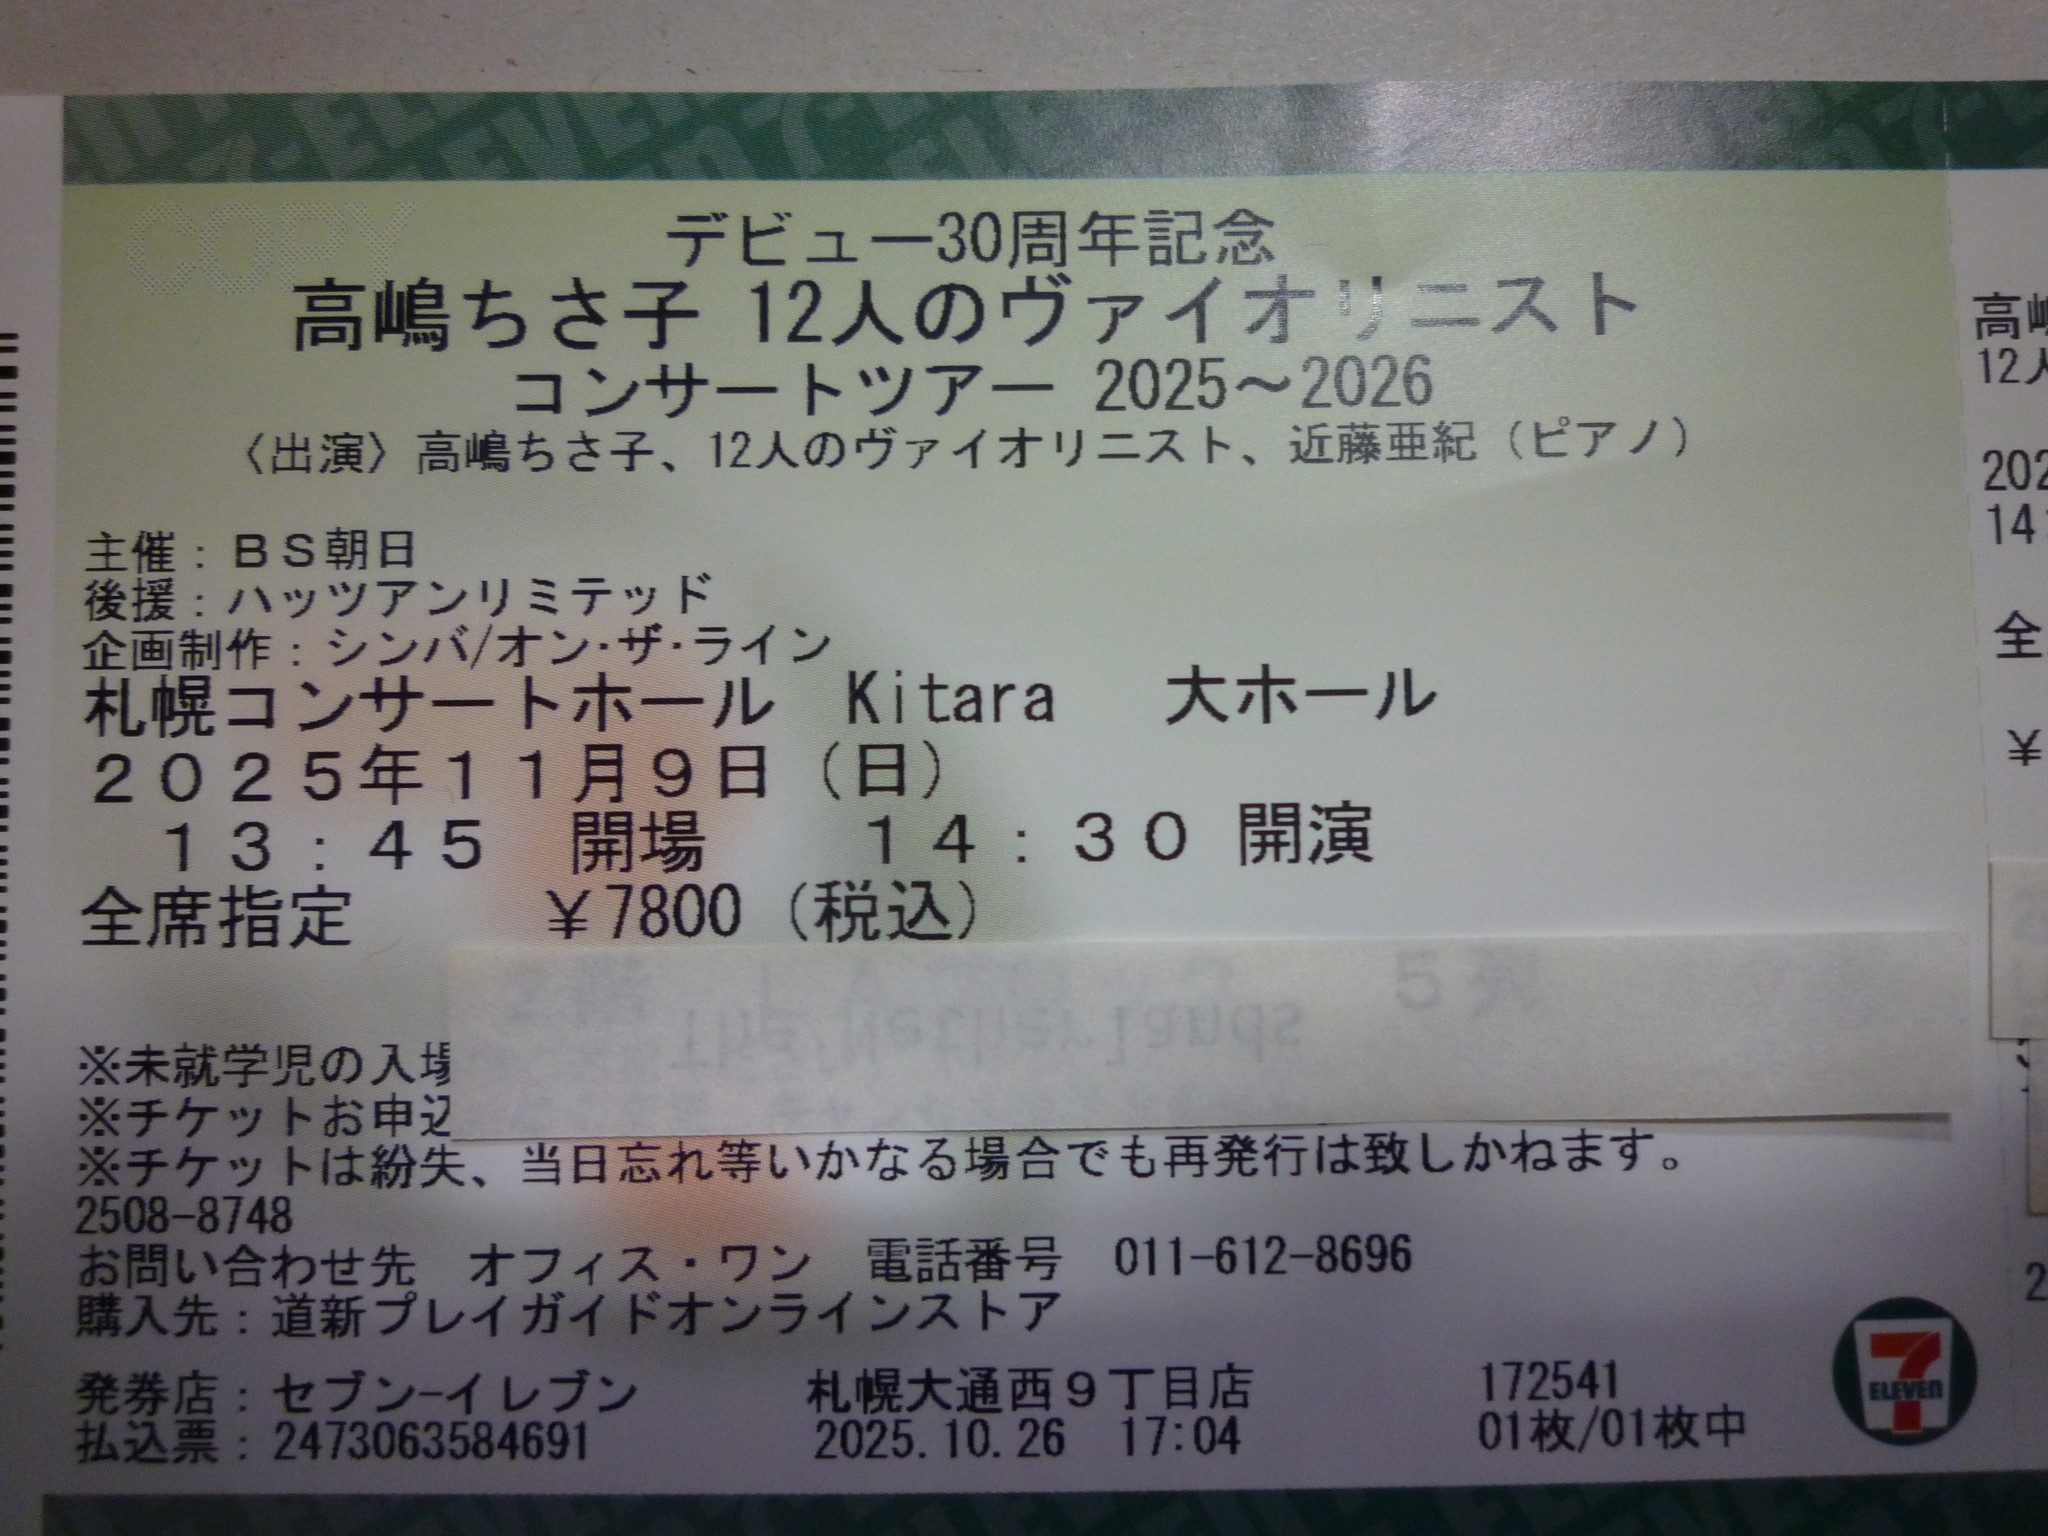 COPY
デビュー30周年記念
高嶋ちさ子 12人のヴァイオリニスト
コンサートツアー 2025～2026
〈出演〉高嶋ちさ子、12人のヴァイオリニスト、近藤亜紀（ピアノ）
主催：ＢＳ朝日
後援：ハッツアンリミテッド
企画制作：シンバ/オン・ザ・ライン
札幌コンサートホール　Kitara　大ホール
２０２５年１１月９日（日）
１３：４５　開場　　１４：３０　開演
全席指定　　￥7800（税込）
The Netherlands
※未就学児の入場
※チケットお申込
※チケットは紛失、当日忘れ等いかなる場合でも再発行は致しかねます。
2508-8748
お問い合わせ先　オフィス・ワン　電話番号　011-612-8696
購入先：道新プレイガイドオンラインストア
発券店：セブン-イレブン　札幌大通西９丁目店　172541
払込票：2473063584691　2025.10.26　17:04　01枚/01枚中
7
ELEVEN
高嶋
12人
202
14:
全
￥
2